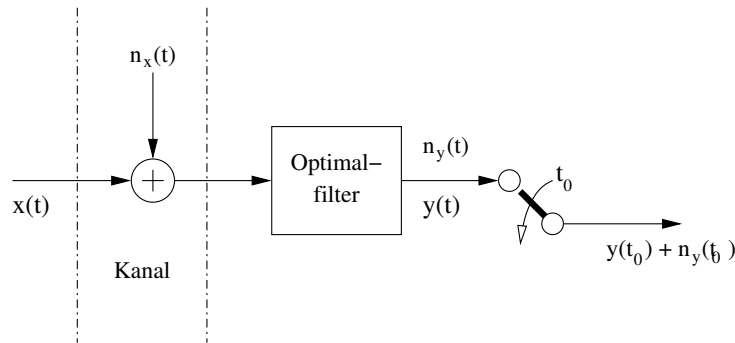 n_x(t)
x(t)
Kanal
Optimal–
filter
n_y(t)
y(t)
t_0
y(t_0) + n_y(t_0)